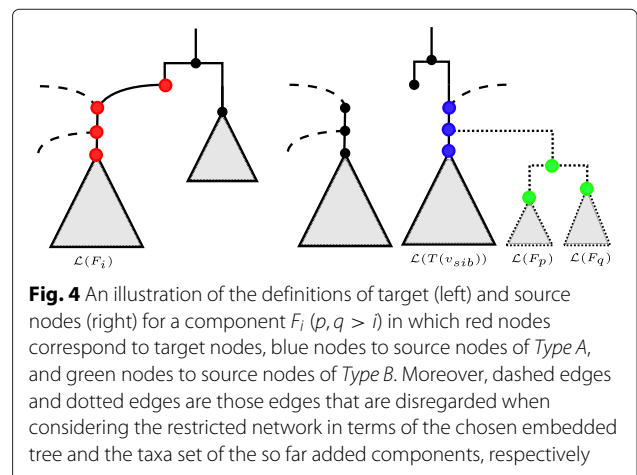 L(F_i)
L(T(v_sib))
L(F_p)
L(F_q)
Fig. 4 An illustration of the definitions of target (left) and source
nodes (right) for a component F_i (p, q > i) in which red nodes
correspond to target nodes, blue nodes to source nodes of Type A,
and green nodes to source nodes of Type B. Moreover, dashed edges
and dotted edges are those edges that are disregarded when
considering the restricted network in terms of the chosen embedded
tree and the taxa set of the so far added components, respectively